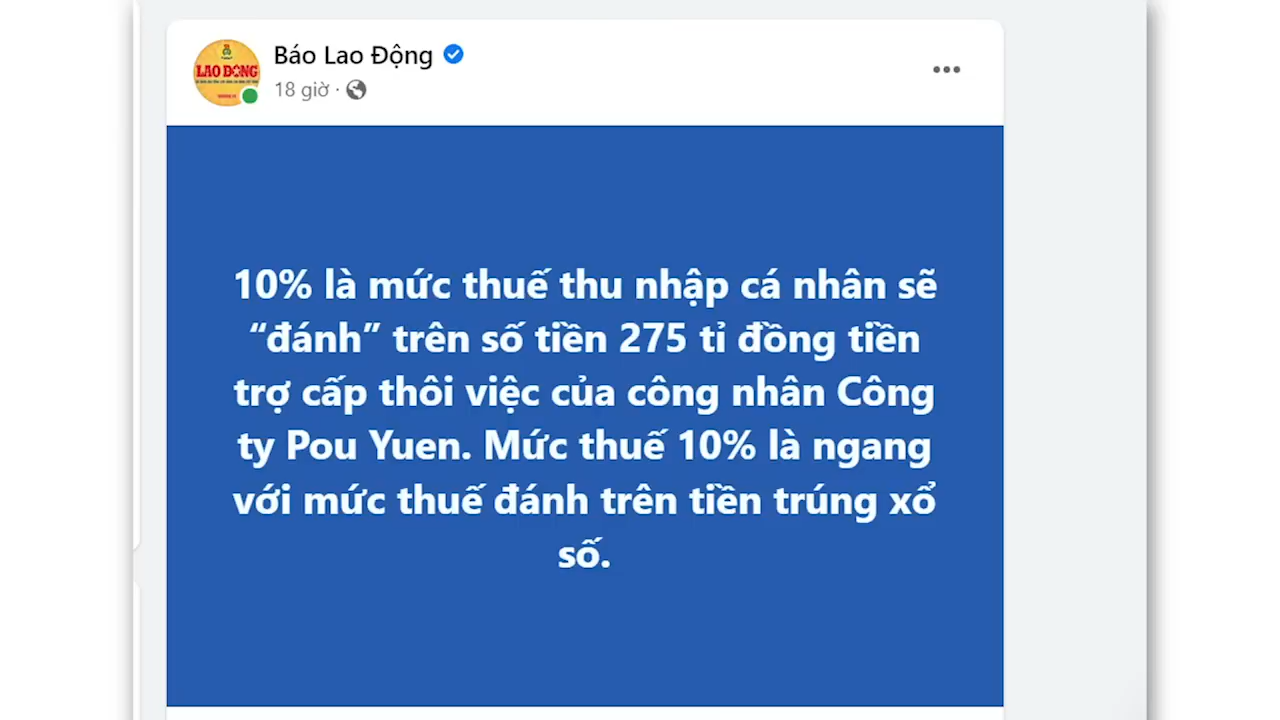 Báo Lao Động
LAO ĐỘNG
18 giờ ·
10% là mức thuế thu nhập cá nhân sẽ
“đánh” trên số tiền 275 tỉ đồng tiền
trợ cấp thôi việc của công nhân Công
ty Pou Yuen. Mức thuế 10% là ngang
với mức thuế đánh trên tiền trúng xổ
số.